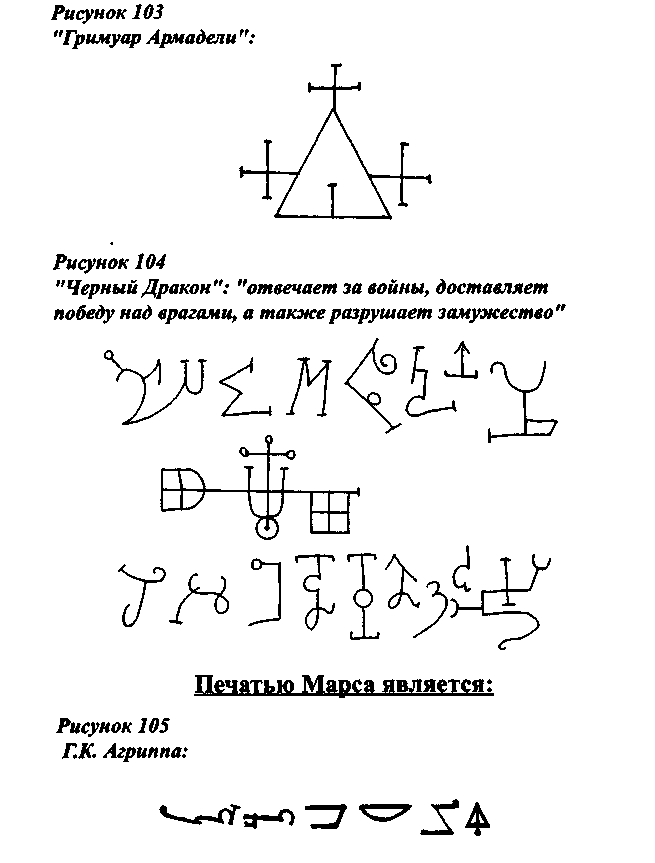 Рисунок 103
"Гримуар Армадели":
Рисунок 104
"Черный Дракон": "отвечает за войны, доставляет
победу над врагами, а также разрушает замужество"
Печатью Марса является:
Рисунок 105
Г.К. Агриппа: